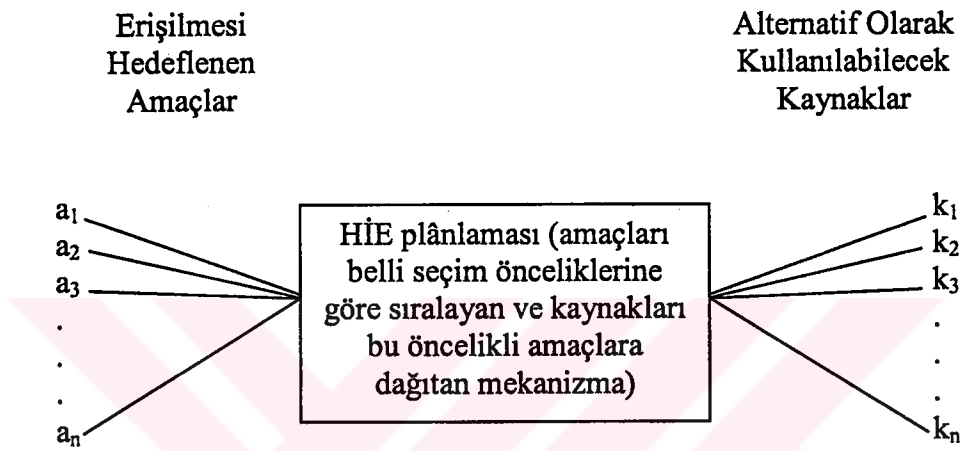 Erişilmesi
Hedeflenen
Amaçlar
Alternatif Olarak
Kullanılabilecek
Kaynaklar
a₁
a₂
a₃
.
.
.
aₙ
HİE plânlaması (amaçları
belli seçim önceliklerine
göre sıralayan ve kaynakları
bu öncelikli amaçlara
dağıtan mekanizma)
k₁
k₂
k₃
.
.
.
kₙ